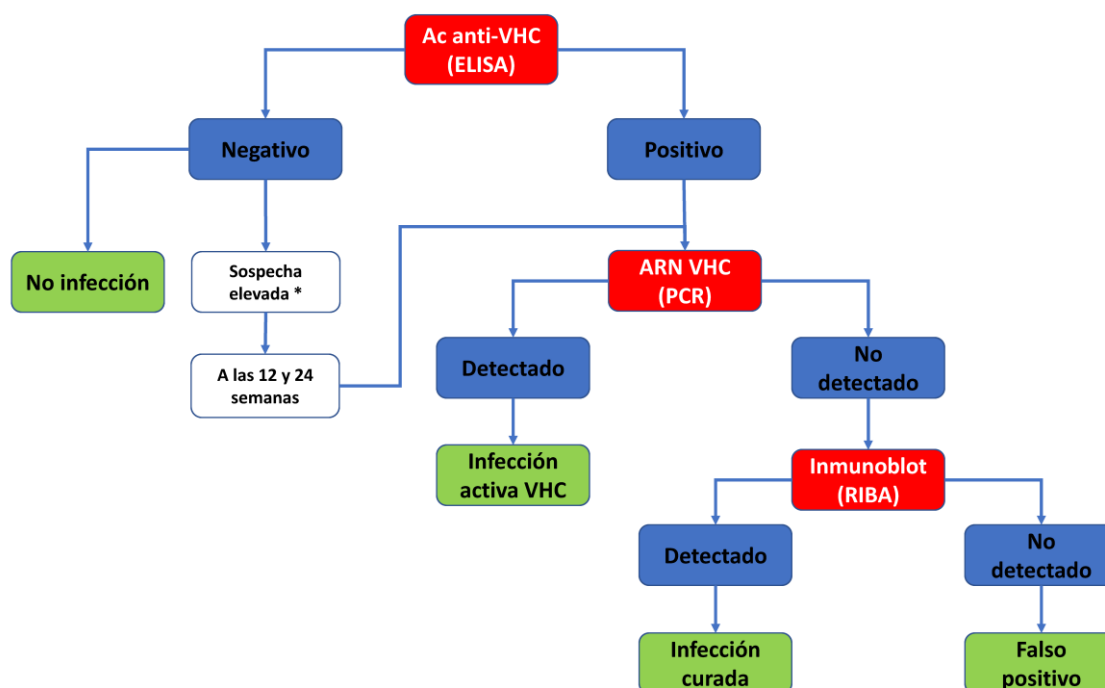 Ac anti-VHC
(ELISA)
Negativo
Positivo
No infección
Sospecha
elevada *
ARN VHC
(PCR)
A las 12 y 24
semanas
Detectado
No
detectado
Infección
activa VHC
Inmunoblot
(RIBA)
Detectado
No
detectado
Infección
curada
Falso
positivo